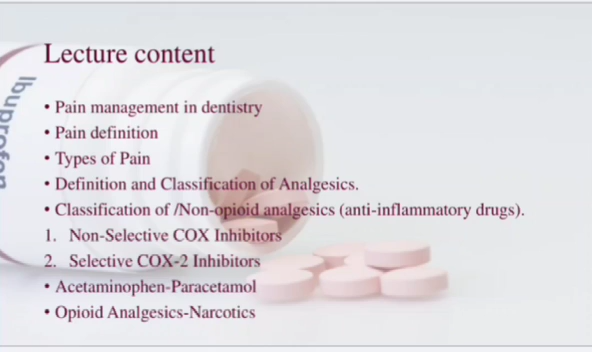 Lecture content
Ibuprofen
• Pain management in dentistry
• Pain definition
• Types of Pain
• Definition and Classification of Analgesics.
• Classification of /Non-opioid analgesics (anti-inflammatory drugs).
1. Non-Selective COX Inhibitors
2. Selective COX-2 Inhibitors
• Acetaminophen-Paracetamol
• Opioid Analgesics-Narcotics